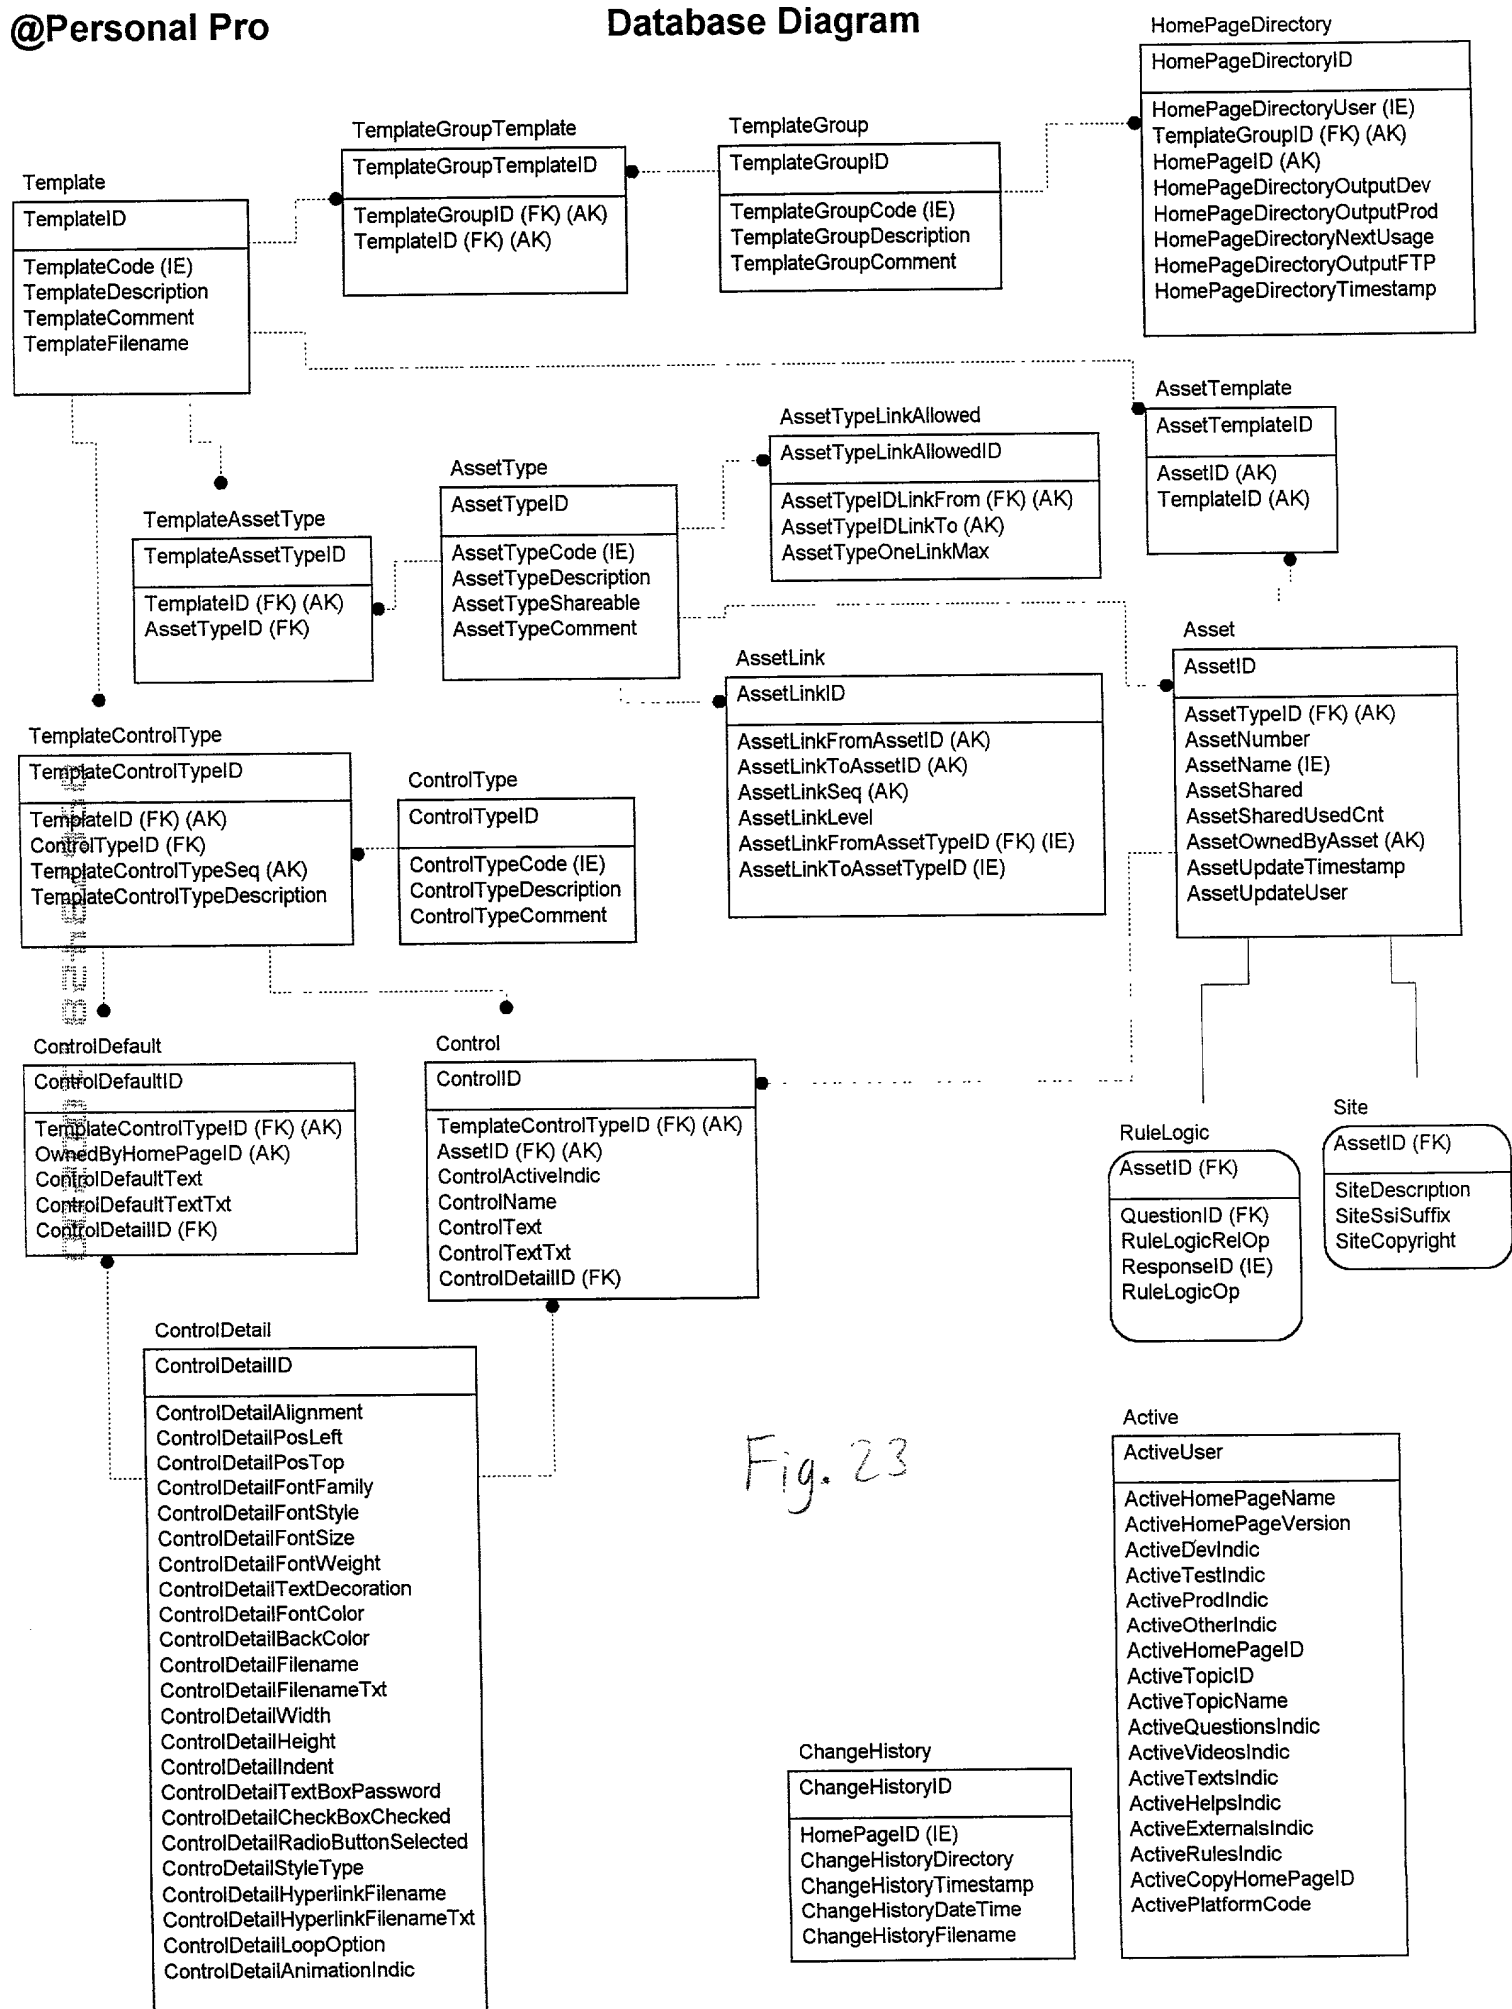 @Personal Pro
Database Diagram
HomePageDirectory
HomePageDirectoryID
HomePageDirectoryUser (IE)
TemplateGroupID (FK) (AK)
HomePageID (AK)
HomePageDirectoryOutputDev
HomePageDirectoryOutputProd
HomePageDirectoryNextUsage
HomePageDirectoryOutputFTP
HomePageDirectoryTimestamp
TemplateGroupTemplate
TemplateGroupTemplateID
TemplateGroupID (FK) (AK)
TemplateID (FK) (AK)
TemplateGroup
TemplateGroupID
TemplateGroupCode (IE)
TemplateGroupDescription
TemplateGroupComment
Template
TemplateID
TemplateCode (IE)
TemplateDescription
TemplateComment
TemplateFilename
AssetTemplate
AssetTemplateID
AssetID (AK)
TemplateID (AK)
AssetTypeLinkAllowed
AssetTypeLinkAllowedID
AssetTypeIDLinkFrom (FK) (AK)
AssetTypeIDLinkTo (AK)
AssetTypeOneLinkMax
AssetType
AssetTypeID
AssetTypeCode (IE)
AssetTypeDescription
AssetTypeShareable
AssetTypeComment
TemplateAssetType
TemplateAssetTypeID
TemplateID (FK) (AK)
AssetTypeID (FK)
Asset
AssetID
AssetTypeID (FK) (AK)
AssetNumber
AssetName (IE)
AssetShared
AssetSharedUsedCnt
AssetOwnedByAsset (AK)
AssetUpdateTimestamp
AssetUpdateUser
AssetLink
AssetLinkID
AssetLinkFromAssetID (AK)
AssetLinkToAssetID (AK)
AssetLinkSeq (AK)
AssetLinkLevel
AssetLinkFromAssetTypeID (FK) (IE)
AssetLinkToAssetTypeID (IE)
TemplateControlType
TemplateControlTypeID
TemplateID (FK) (AK)
ControlTypeID (FK)
TemplateControlTypeSeq (AK)
TemplateControlTypeDescription
ControlType
ControlTypeID
ControlTypeCode (IE)
ControlTypeDescription
ControlTypeComment
ControlDefault
ControlDefaultID
TemplateControlTypeID (FK) (AK)
OwnedByHomePageID (AK)
ControlDefaultText
ControlDefaultTextTxt
ControlDetailID (FK)
Control
ControlID
TemplateControlTypeID (FK) (AK)
AssetID (FK) (AK)
ControlActiveIndic
ControlName
ControlText
ControlTextTxt
ControlDetailID (FK)
RuleLogic
AssetID (FK)
QuestionID (FK)
RuleLogicRelOp
ResponseID (IE)
RuleLogicOp
Site
AssetID (FK)
SiteDescription
SiteSsiSuffix
SiteCopyright
ControlDetail
ControlDetailID
ControlDetailAlignment
ControlDetailPosLeft
ControlDetailPosTop
ControlDetailFontFamily
ControlDetailFontStyle
ControlDetailFontSize
ControlDetailFontWeight
ControlDetailTextDecoration
ControlDetailFontColor
ControlDetailBackColor
ControlDetailFilename
ControlDetailFilenameTxt
ControlDetailWidth
ControlDetailHeight
ControlDetailIndent
ControlDetailTextBoxPassword
ControlDetailCheckBoxChecked
ControlDetailRadioButtonSelected
ControDetailStyleType
ControlDetailHyperlinkFilename
ControlDetailHyperlinkFilenameTxt
ControlDetailLoopOption
ControlDetailAnimationIndic
Fig. 23
Active
ActiveUser
ActiveHomePageName
ActiveHomePageVersion
ActiveDevIndic
ActiveTestIndic
ActiveProdIndic
ActiveOtherIndic
ActiveHomePageID
ActiveTopicID
ActiveTopicName
ActiveQuestionsIndic
ActiveVideosIndic
ActiveTextsIndic
ActiveHelpsIndic
ActiveExternalsIndic
ActiveRulesIndic
ActiveCopyHomePageID
ActivePlatformCode
ChangeHistory
ChangeHistoryID
HomePageID (IE)
ChangeHistoryDirectory
ChangeHistoryTimestamp
ChangeHistoryDateTime
ChangeHistoryFilename